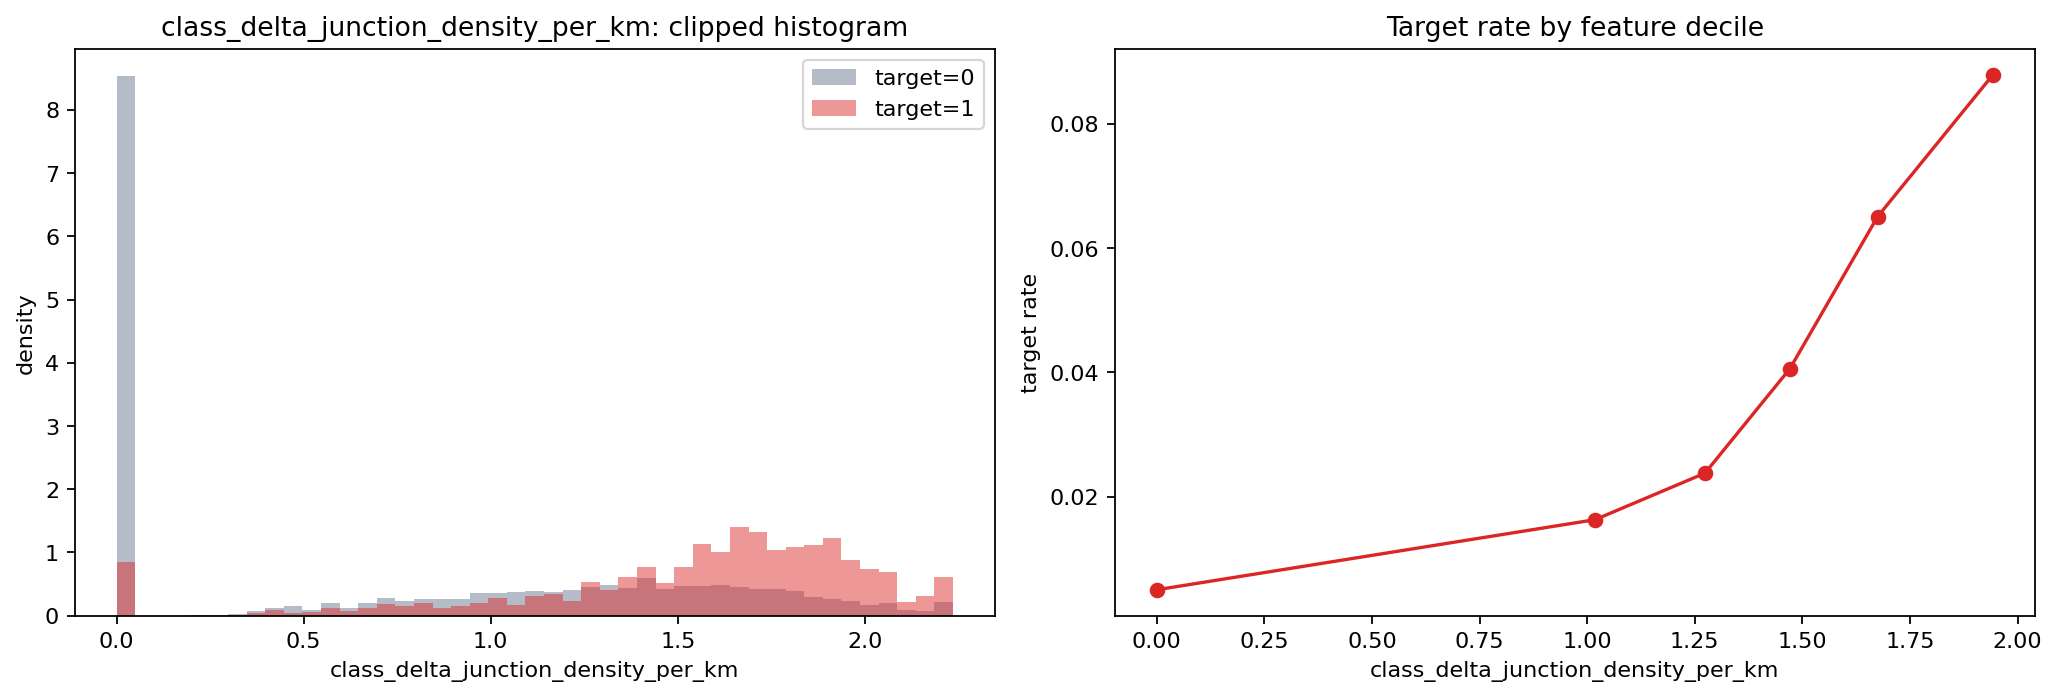 class_delta_junction_density_per_km: clipped histogram
target=0
target=1
density
8
7
6
5
4
3
2
1
0
0.0 0.5 1.0 1.5 2.0
class_delta_junction_density_per_km
Target rate by feature decile
target rate
0.08
0.06
0.04
0.02
0.00 0.25 0.50 0.75 1.00 1.25 1.50 1.75 2.00
class_delta_junction_density_per_km